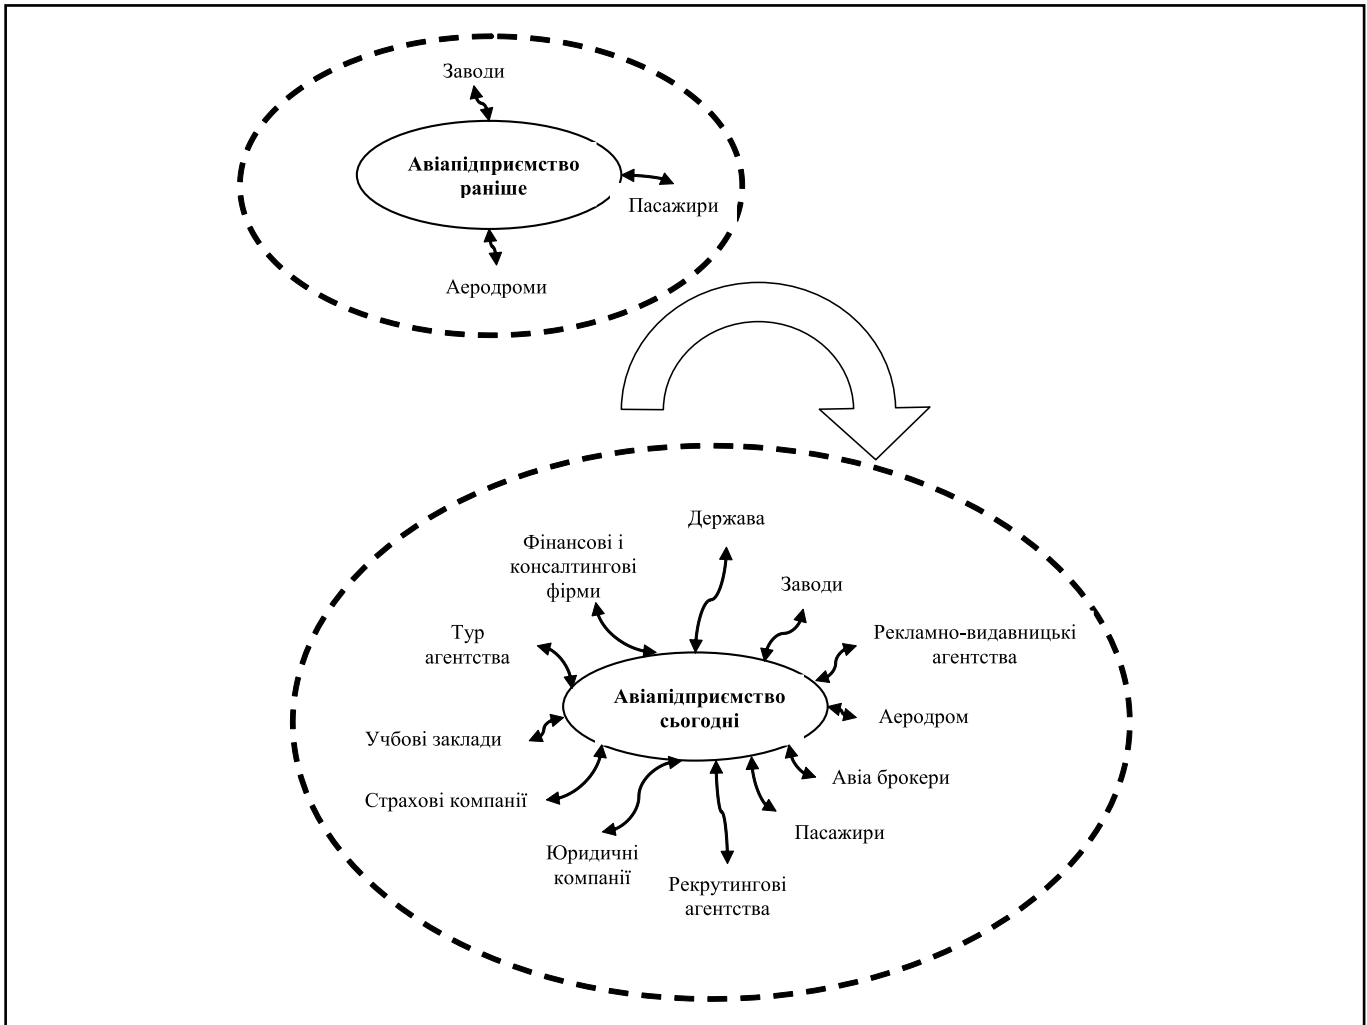 Заводи
Авіапідприємство
раніше
Пасажири
Аеродроми
Держава
Фінансові і
консалтингові
фірми
Заводи
Тур
агентства
Рекламно-видавницькі
агентства
Авіапідприємство
сьогодні
Аеродром
Учбові заклади
Авіа брокери
Страхові компанії
Пасажири
Юридичні
компанії
Рекрутингові
агентства